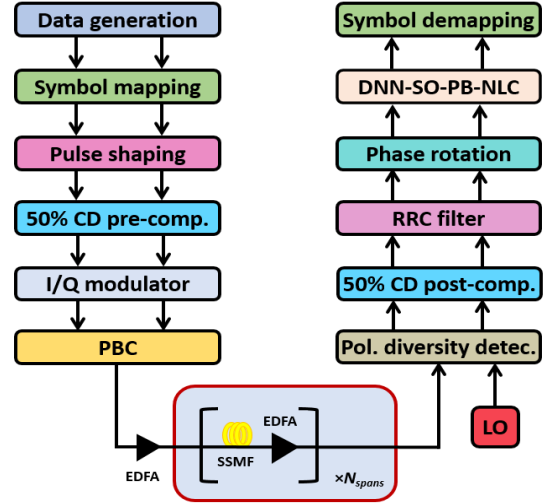 Data generation
Symbol mapping
Pulse shaping
50% CD pre-comp.
I/Q modulator
PBC
EDFA
SSMF
EDFA
×Nspans
Symbol demapping
DNN-SO-PB-NLC
Phase rotation
RRC filter
50% CD post-comp.
Pol. diversity detec.
LO